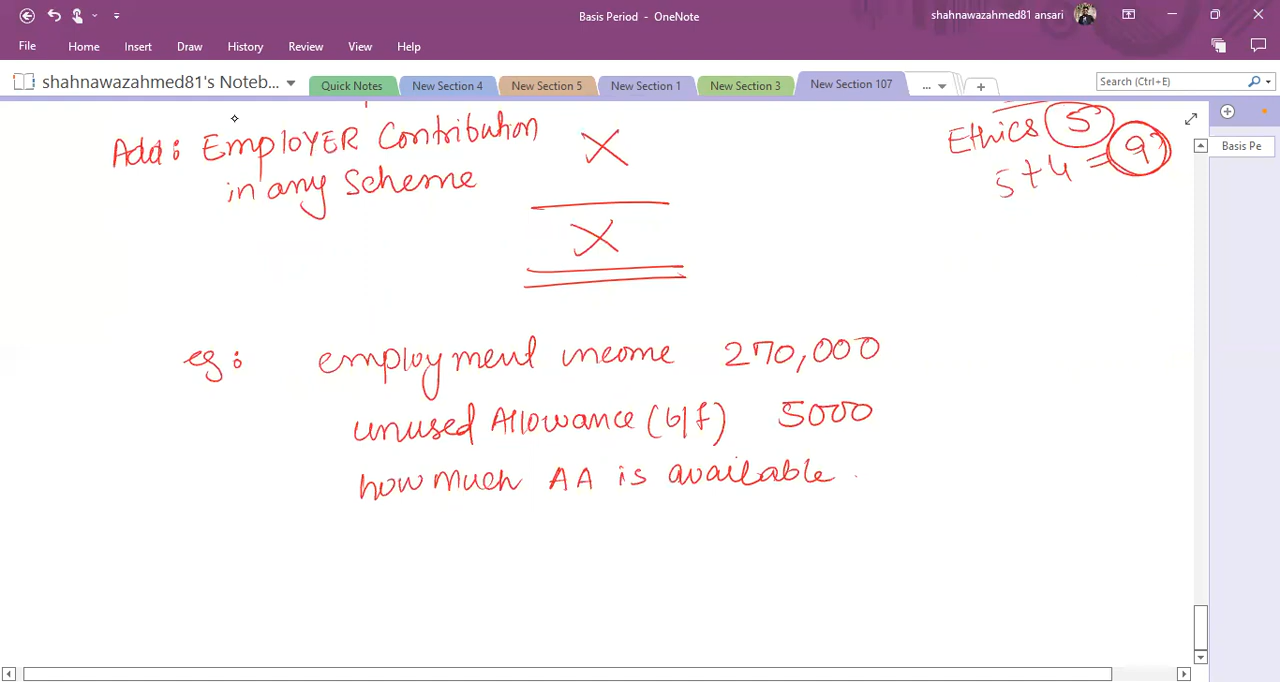 Basis Period - OneNote
shahnawazahmed81 ansari
File Home Insert Draw History Review View Help
shahnawazahmed81's Noteb... Quick Notes New Section 4 New Section 5 New Section 1 New Section 3 New Section 107 ... Search (Ctrl+E)
Basis Pe
Ethics 5
5 + 4 = 9
Add: EMPLOYER Contribution X
in any Scheme
X
eg: employment income 270,000
unused Allowance (b/f) 5000
how much AA is available.